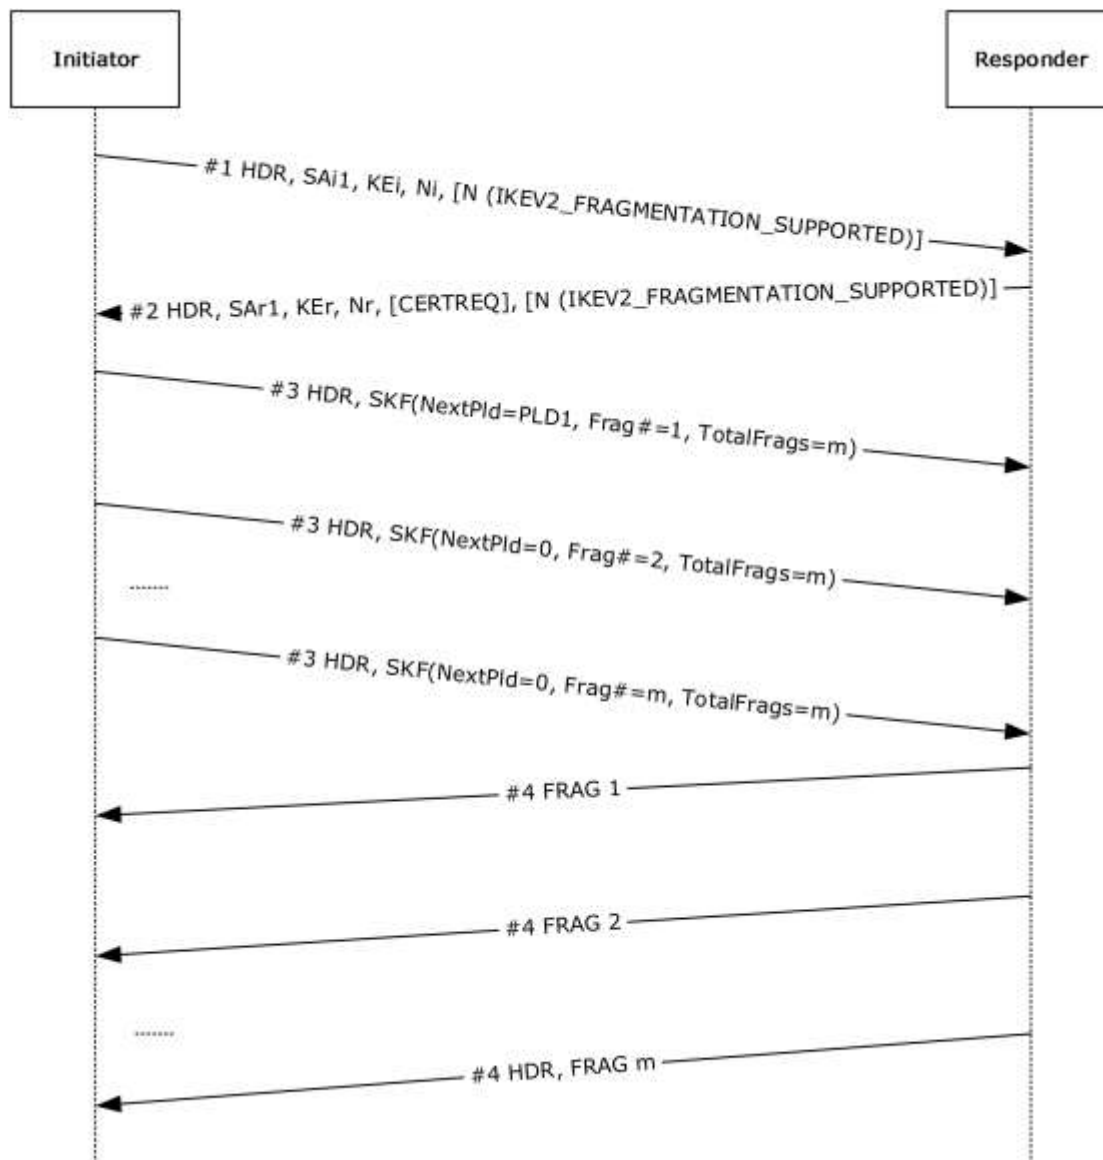 Initiator
Responder
#1 HDR, SAi1, KEi, Ni, [N (IKEV2_FRAGMENTATION_SUPPORTED)]
#2 HDR, SAr1, KEr, Nr, [CERTREQ], [N (IKEV2_FRAGMENTATION_SUPPORTED)]
#3 HDR, SKF(NextPld=PLD1, Frag#=1, TotalFrags=m)
#3 HDR, SKF(NextPld=0, Frag#=2, TotalFrags=m)
#3 HDR, SKF(NextPld=0, Frag#=m, TotalFrags=m)
#4 FRAG 1
#4 FRAG 2
#4 HDR, FRAG m